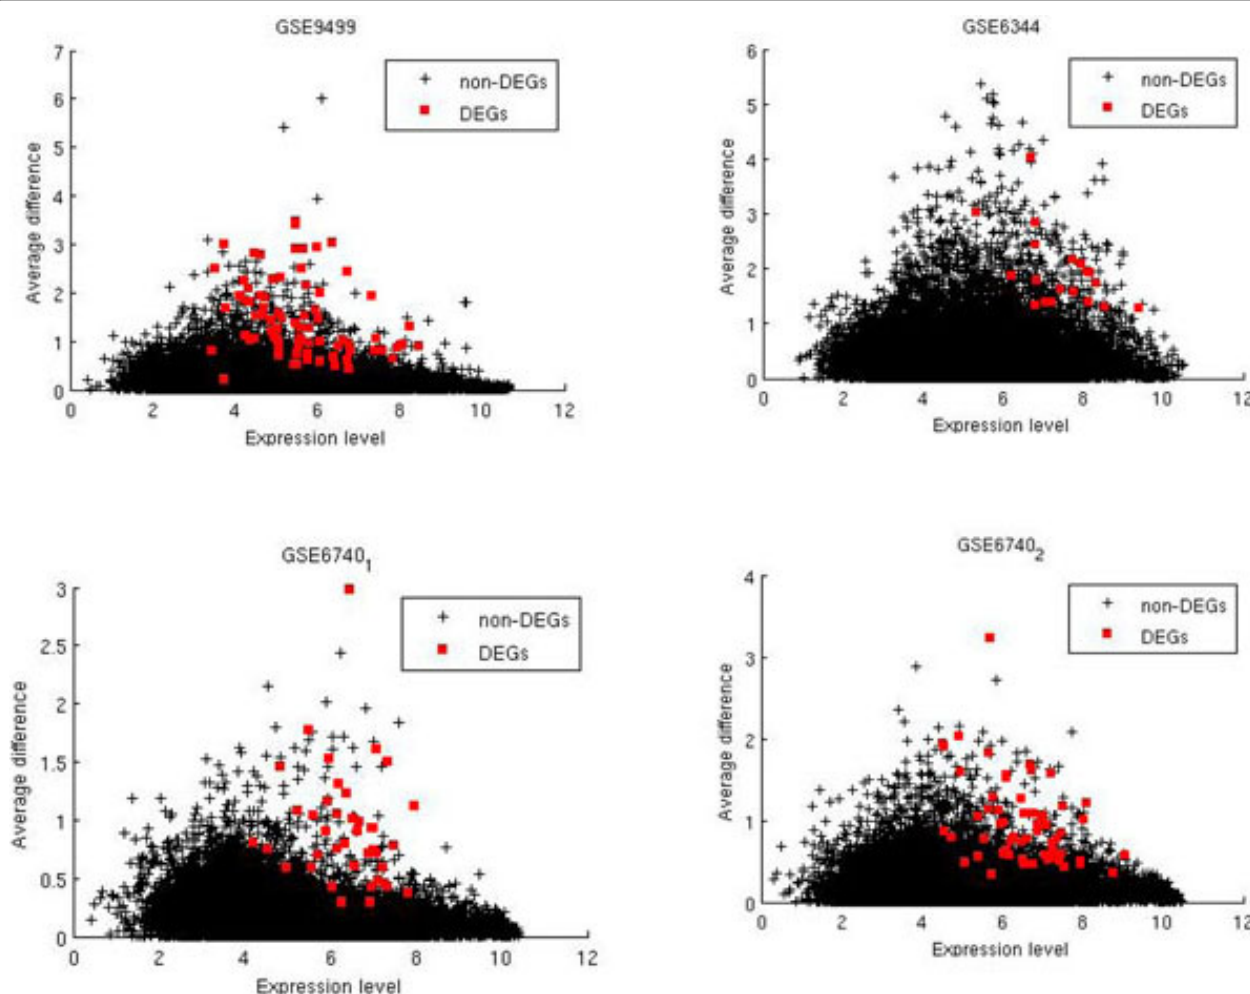 GSE9499
7
6
5
4
3
2
1
0
Average difference
non-DEGs
DEGs
0 2 4 6 8 10 12
Expression level
GSE6344
6
5
4
3
2
1
0
Average difference
non-DEGs
DEGs
0 2 4 6 8 10 12
Expression level
GSE6740₁
3
2.5
2
1.5
1
0.5
0
Average difference
non-DEGs
DEGs
0 2 4 6 8 10 12
Expression level
GSE6740₂
4
3
2
1
0
Average difference
non-DEGs
DEGs
0 2 4 6 8 10 12
Expression level